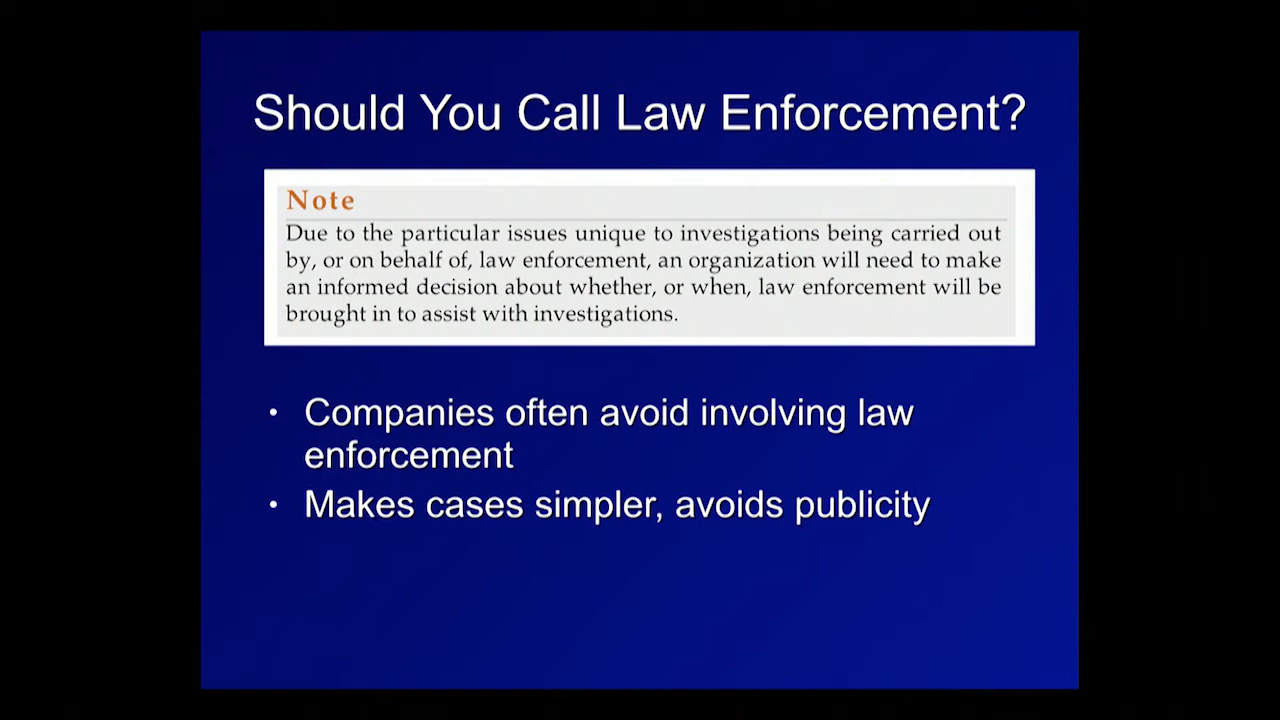 Should You Call Law Enforcement?
Note
Due to the particular issues unique to investigations being carried out
by, or on behalf of, law enforcement, an organization will need to make
an informed decision about whether, or when, law enforcement will be
brought in to assist with investigations.
• Companies often avoid involving law
enforcement
• Makes cases simpler, avoids publicity